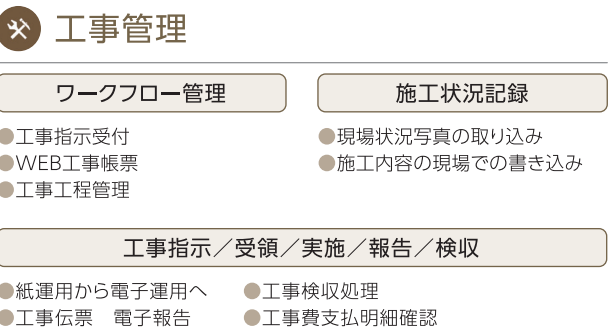 工事管理
ワークフロー管理
●工事指示受付
●WEB工事帳票
●工事工程管理
施工状況記録
●現場状況写真の取り込み
●施工内容の現場での書き込み
工事指示／受領／実施／報告／検収
●紙運用から電子運用へ
●工事伝票　電子報告
●工事検収処理
●工事費支払明細確認